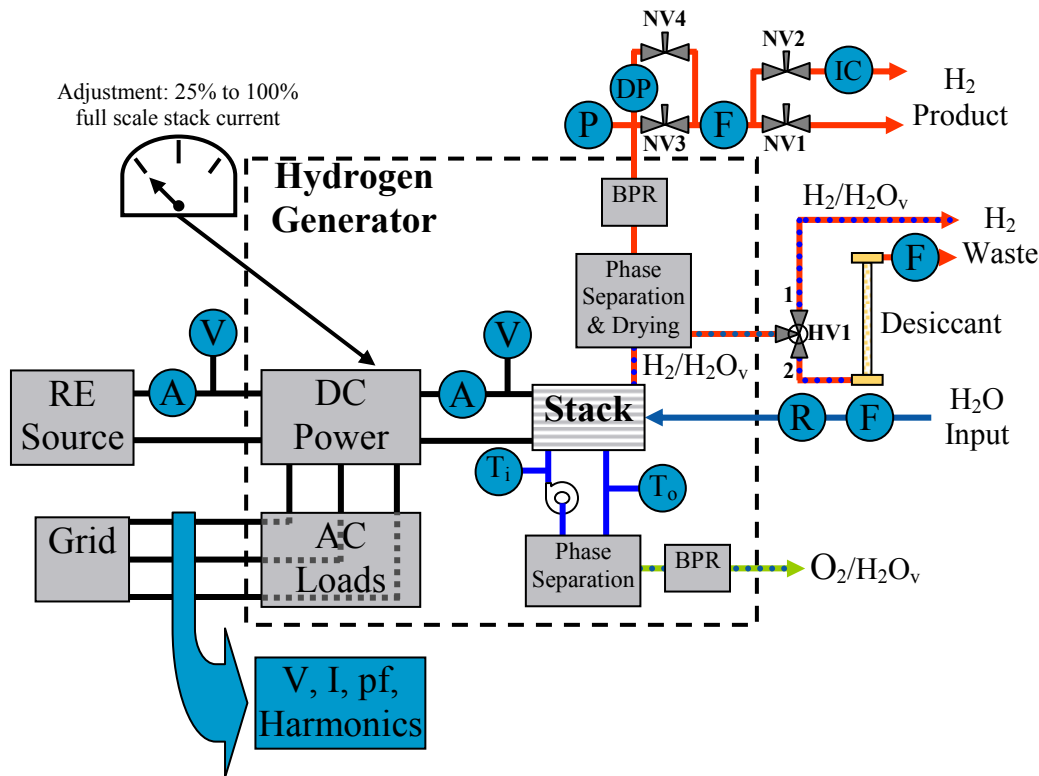 NV4
NV2
DP
IC
H2
Product
Adjustment: 25% to 100%
full scale stack current
P
F
NV3
NV1
Hydrogen
Generator
BPR
H2/H2Ov
H2
Waste
F
Phase
Separation
& Drying
1
HV1
2
Desiccant
V
V
H2/H2Ov
RE
Source
A
DC
Power
A
Stack
R
F
H2O
Input
Ti
To
Grid
AC
Loads
Phase
Separation
BPR
O2/H2Ov
V, I, pf,
Harmonics